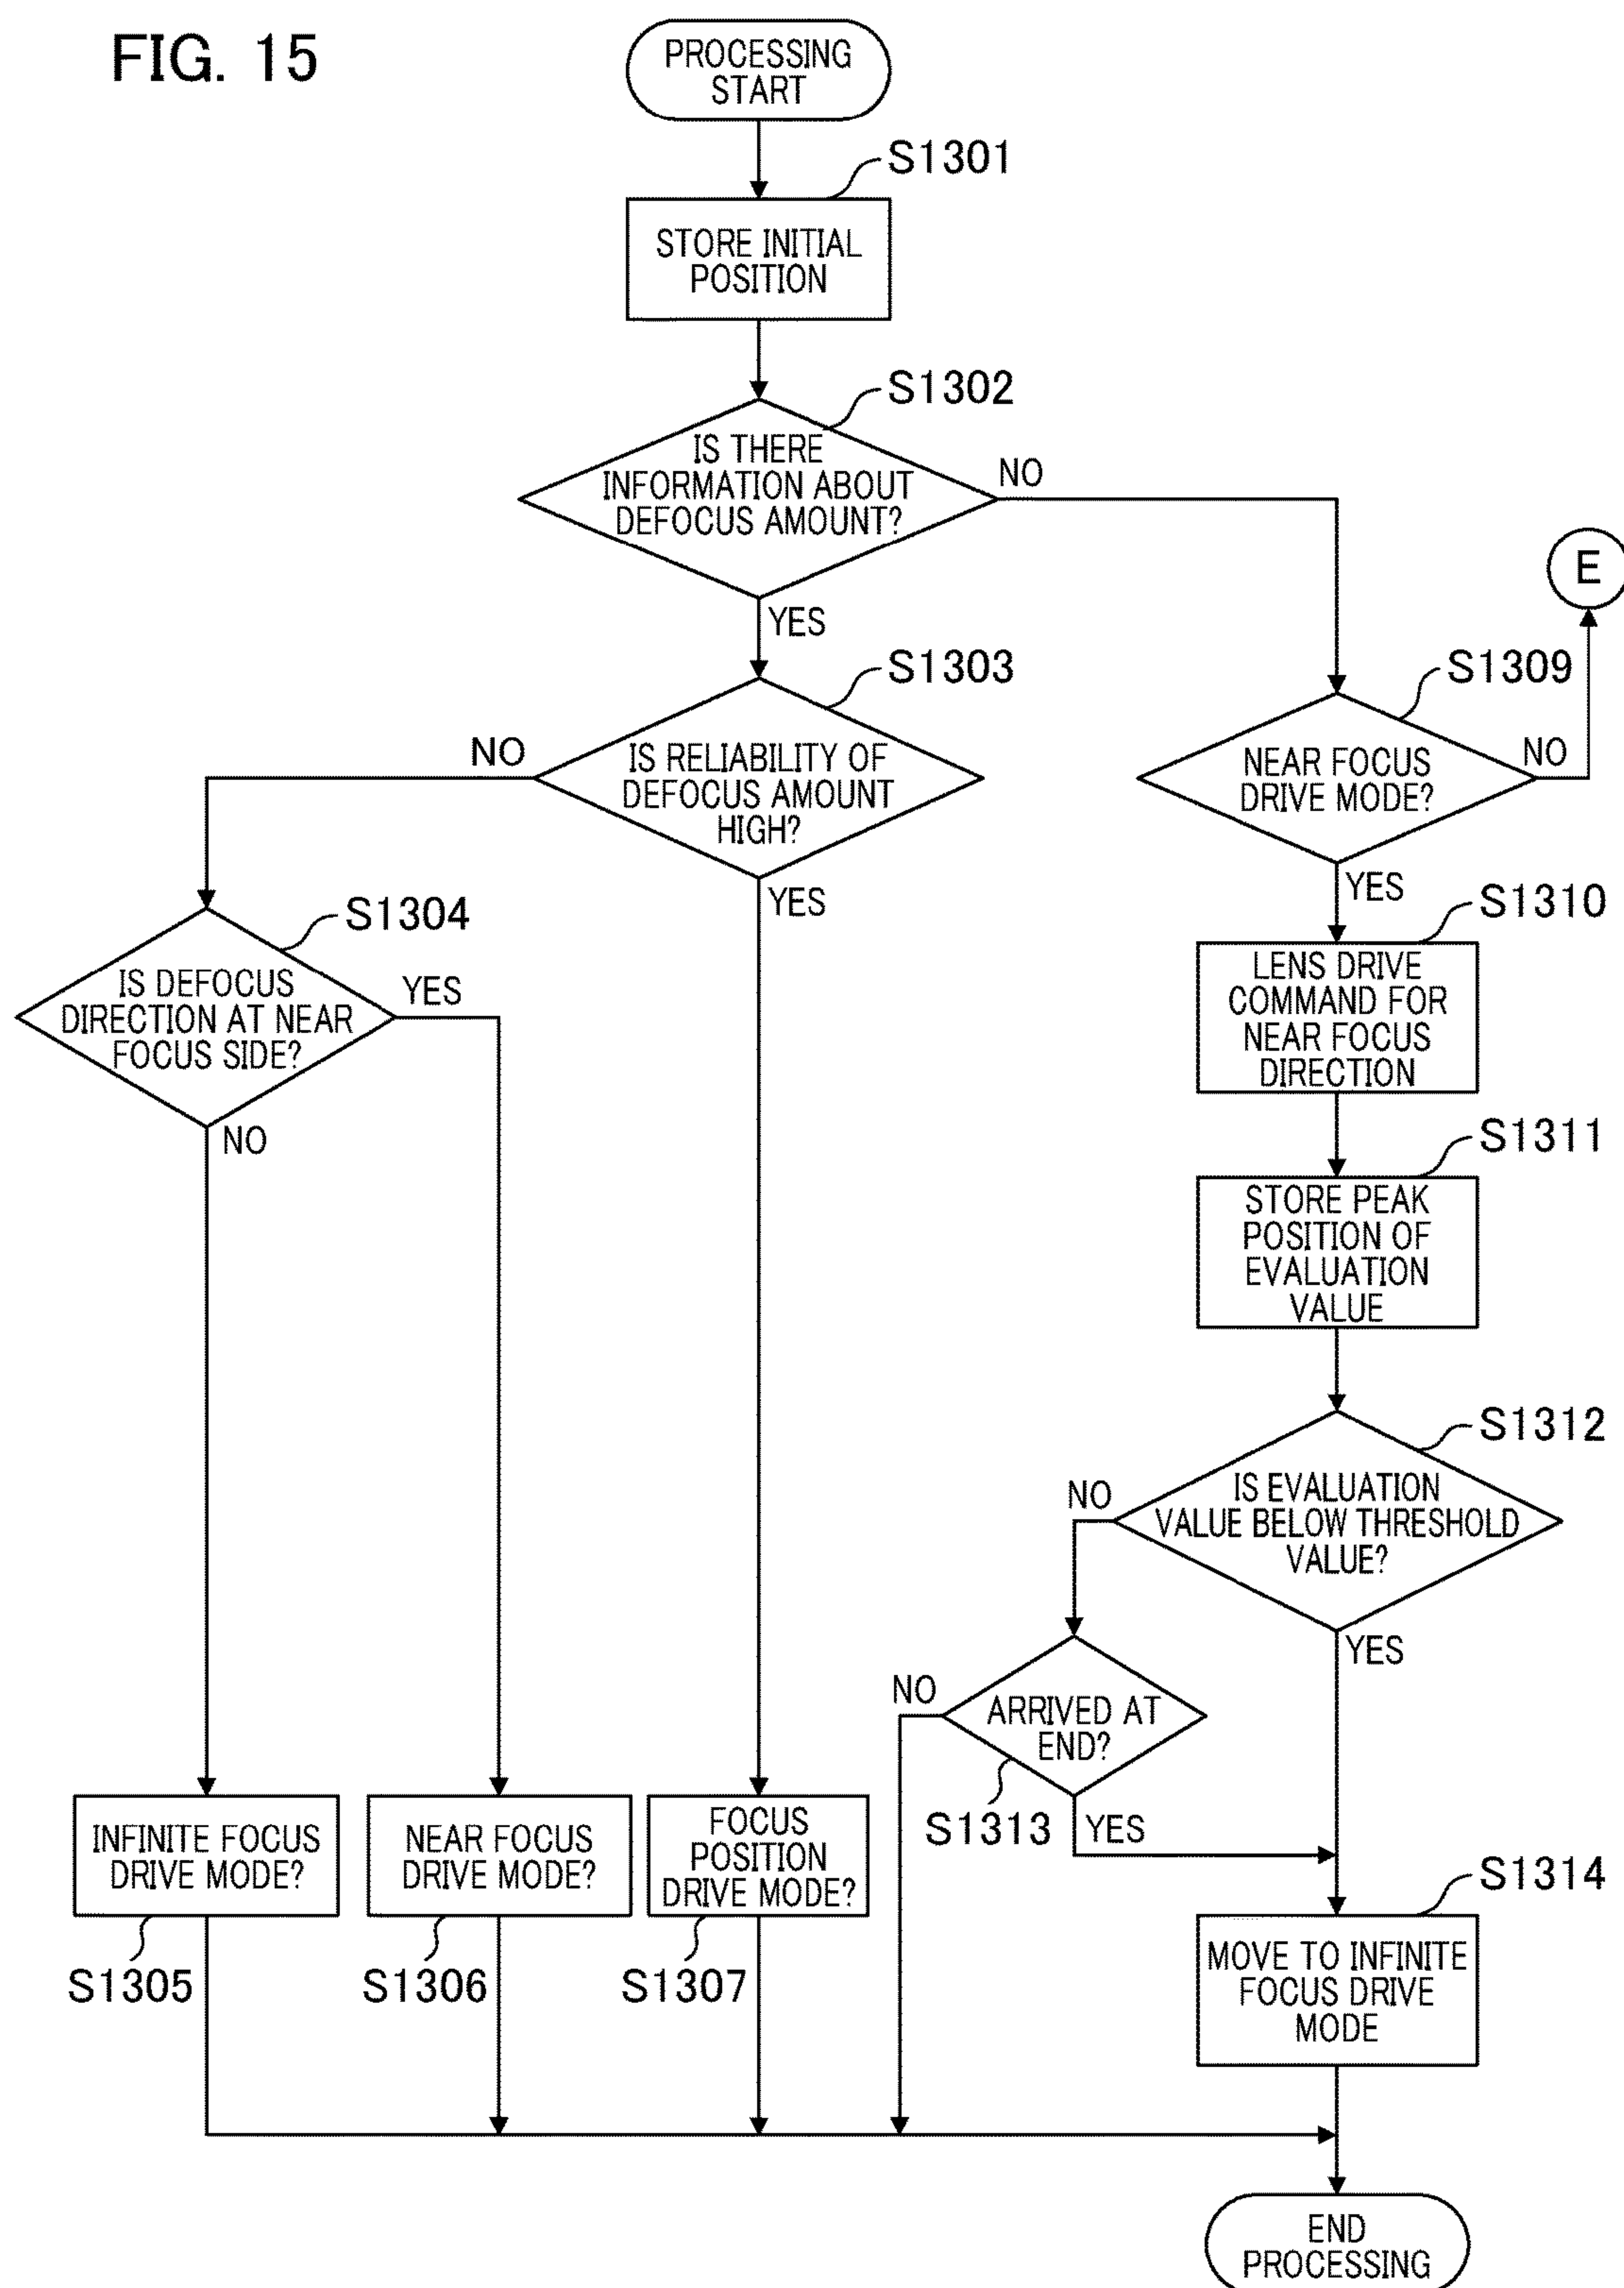 FIG. 15
PROCESSING
START
S1301
STORE INITIAL
POSITION
S1302
IS THERE
INFORMATION ABOUT
DEFOCUS AMOUNT?
NO
YES
E
S1303
IS RELIABILITY OF
DEFOCUS AMOUNT
HIGH?
NO
YES
S1309
NEAR FOCUS
DRIVE MODE?
NO
YES
S1304
IS DEFOCUS
DIRECTION AT NEAR
FOCUS SIDE?
YES
NO
S1310
LENS DRIVE
COMMAND FOR
NEAR FOCUS
DIRECTION
S1311
STORE PEAK
POSITION OF
EVALUATION
VALUE
S1312
IS EVALUATION
VALUE BELOW THRESHOLD
VALUE?
NO
YES
ARRIVED AT
END?
NO
S1313
YES
INFINITE FOCUS
DRIVE MODE?
S1305
NEAR FOCUS
DRIVE MODE?
S1306
FOCUS
POSITION
DRIVE MODE?
S1307
S1314
MOVE TO INFINITE
FOCUS DRIVE
MODE
END
PROCESSING